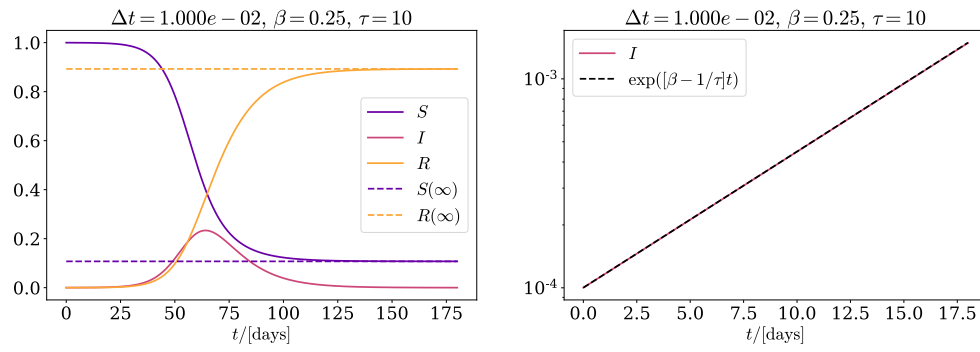 Δt = 1.000e − 02, β = 0.25, τ = 10
1.0
0.8
0.6
0.4
0.2
0.0
S
I
R
S(∞)
R(∞)
0 25 50 75 100 125 150 175
t/[days]
Δt = 1.000e − 02, β = 0.25, τ = 10
I
exp([β − 1/τ]t)
10⁻³
10⁻⁴
0.0 2.5 5.0 7.5 10.0 12.5 15.0 17.5
t/[days]